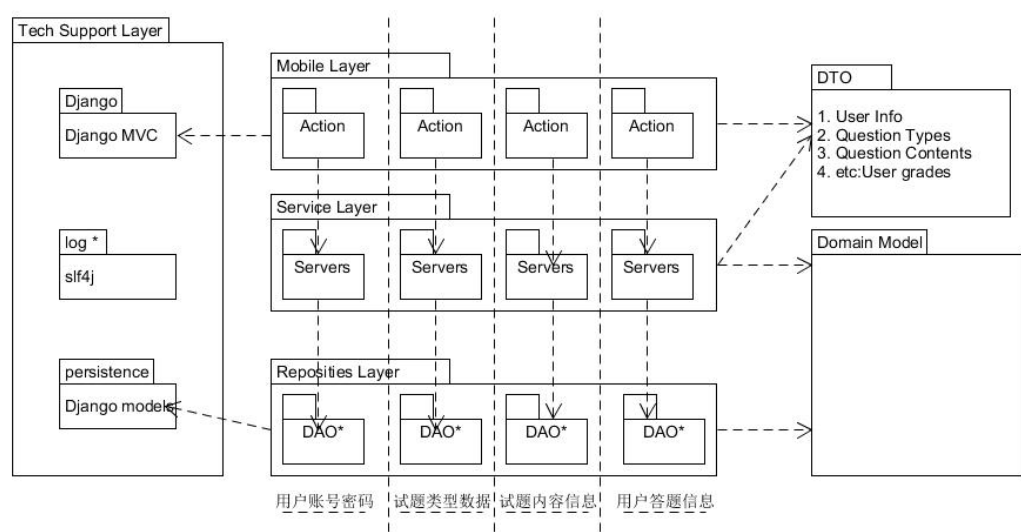 Tech Support Layer
Django
Django MVC
log *
slf4j
persistence
Django models
Mobile Layer
Action
Action
Action
Action
Service Layer
Servers
Servers
Servers
Servers
Reposities Layer
DAO*
DAO*
DAO*
DAO*
用户账号密码
试题类型数据
试题内容信息
用户答题信息
DTO
1. User Info
2. Question Types
3. Question Contents
4. etc:User grades
Domain Model